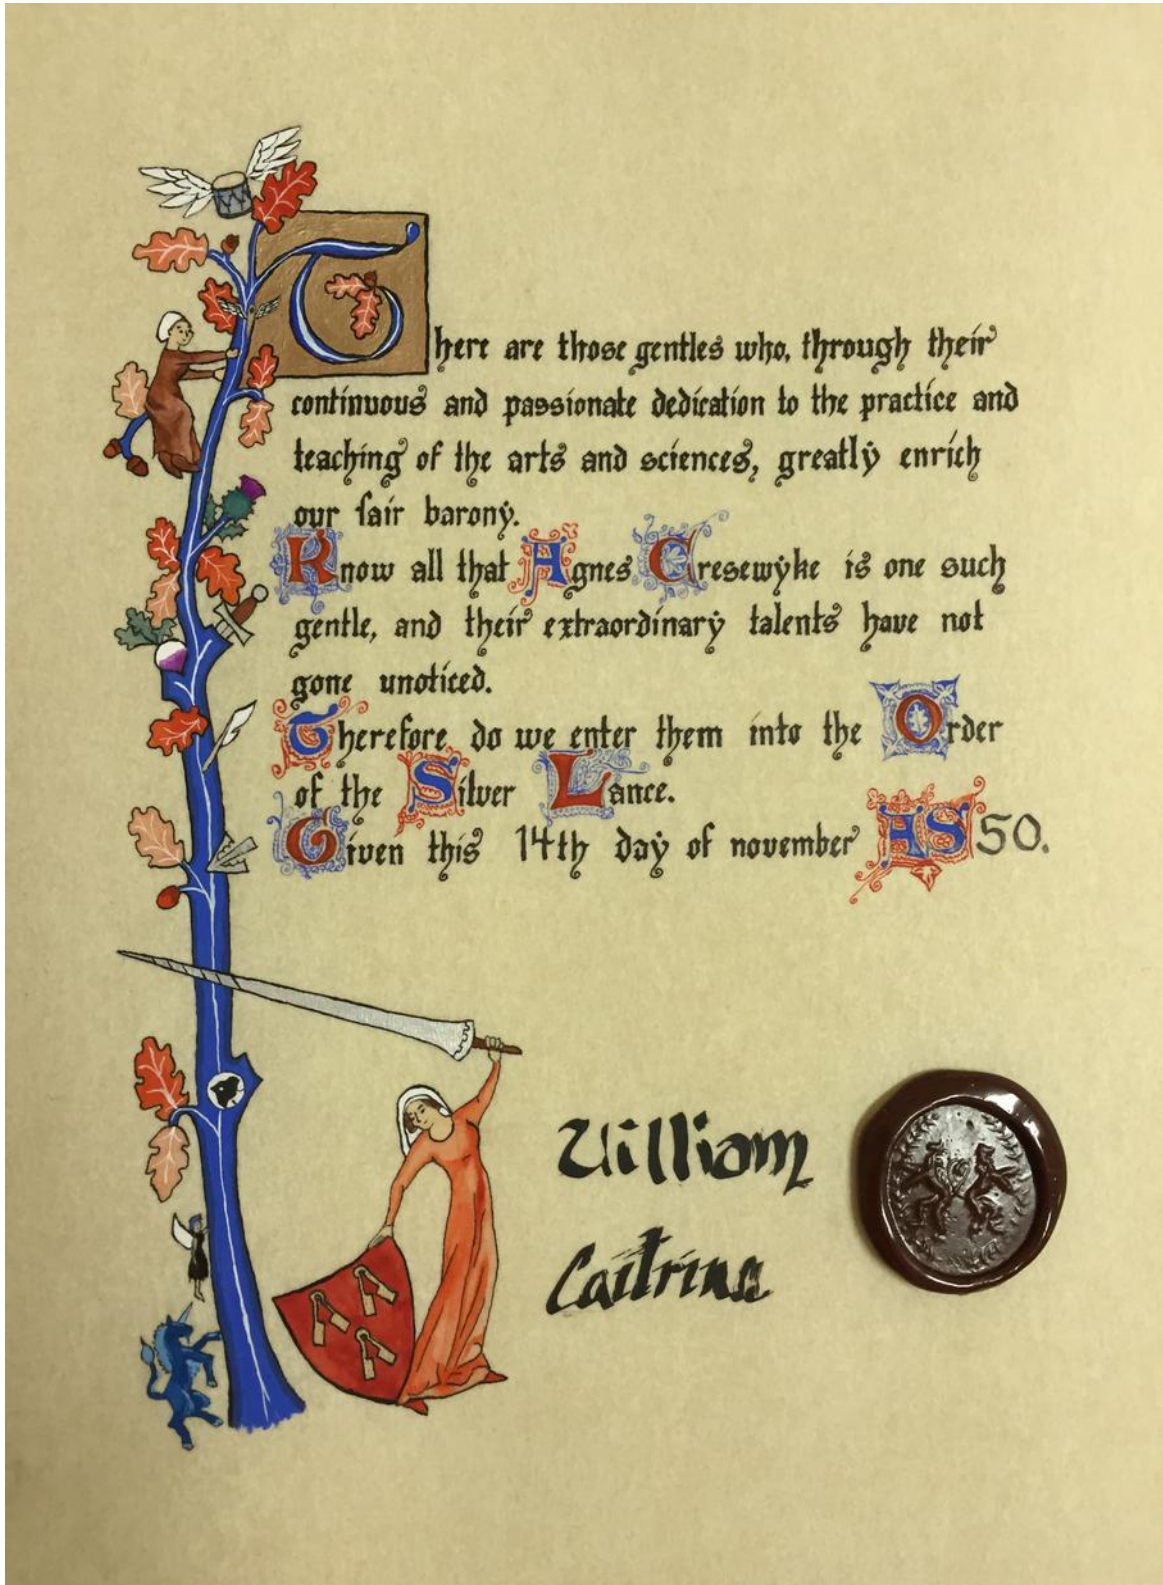 There are those gentles who, through their
continuous and passionate dedication to the practice and
teaching of the arts and sciences, greatly enrich
our fair barony.
Know all that Agnes Cresewyke is one such
gentle, and their extraordinary talents have not
gone unoticed.
Therefore do we enter them into the Order
of the Silver Lance.
Given this 14th day of november AS 50.
William
Caitrina